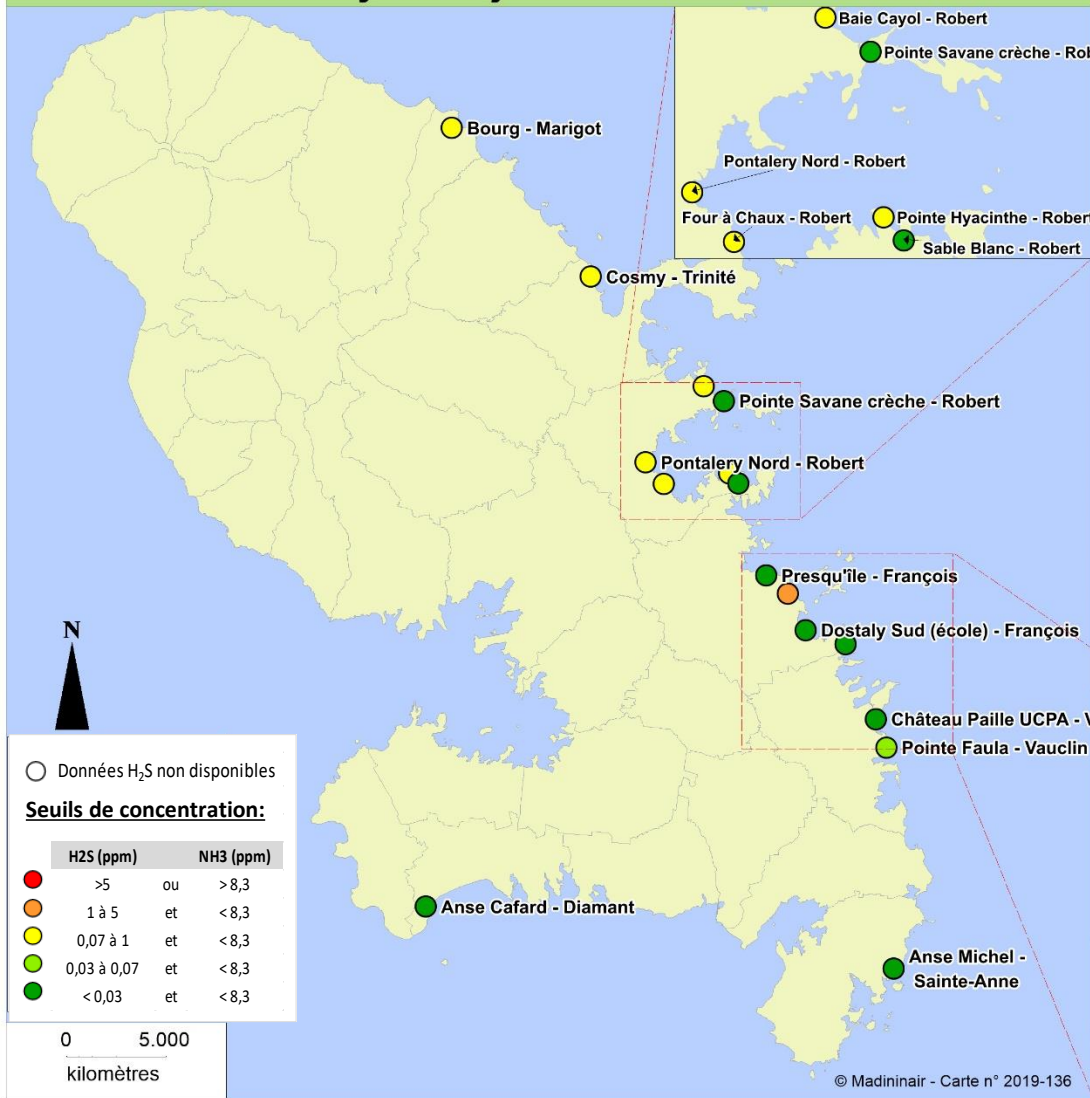 Baie Cayol - Robert
Pointe Savane crèche -
Bourg - Marigot
Pontalery Nord - Robert
Four à Chaux - Robert
Pointe Hyacinthe - Robert
Sable Blanc - Robert
Cosmy - Trinité
Pointe Savane crèche - Robert
Pontalery Nord - Robert
Presqu'île - François
Dostaly Sud (école) - François
Château Paille UCPA -
Pointe Faula - Vauclin
Anse Cafard - Diamant
Anse Michel -
Sainte-Anne
N
Données H₂S non disponibles
Seuils de concentration:
H2S (ppm) NH3 (ppm)
>5 ou > 8,3
1 à 5 et < 8,3
0,07 à 1 et < 8,3
0,03 à 0,07 et < 8,3
< 0,03 et < 8,3
0 5.000
kilomètres
© Madininair - Carte n° 2019-136